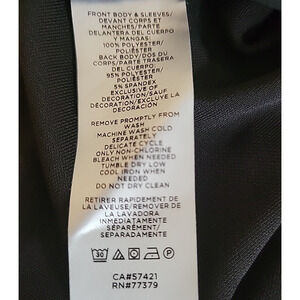 FRONT BODY & SLEEVES/
DEVANT CORPS ET
MANCHES/PARTE
DELANTERA DEL CUERPO
Y MANGAS:
100% POLYESTER/
POLIÉSTER
BACK BODY/DOS DU
CORPS/PARTE TRASERA
DEL CUERPO
95% POLYESTER/
POLIÉSTER
5% SPANDEX
EXCLUSIVE OF
DECORATION/SAUF
DÉCORATION/EXCLUYE LA
DECORACIÓN
REMOVE PROMPTLY FROM
WASH
MACHINE WASH COLD
SEPARATELY
DELICATE CYCLE
ONLY NON-CHLORINE
BLEACH WHEN NEEDED
TUMBLE DRY LOW
COOL IRON WHEN
NEEDED
DO NOT DRY CLEAN
RETIRER RAPIDEMENT DE
LA LAVEUSE/REMOVER DE
LA LAVADORA
INMEDIATAMENTE
SÉPARÉMENT/
SEPARADAMENTE
30
CA#57421
RN#77379